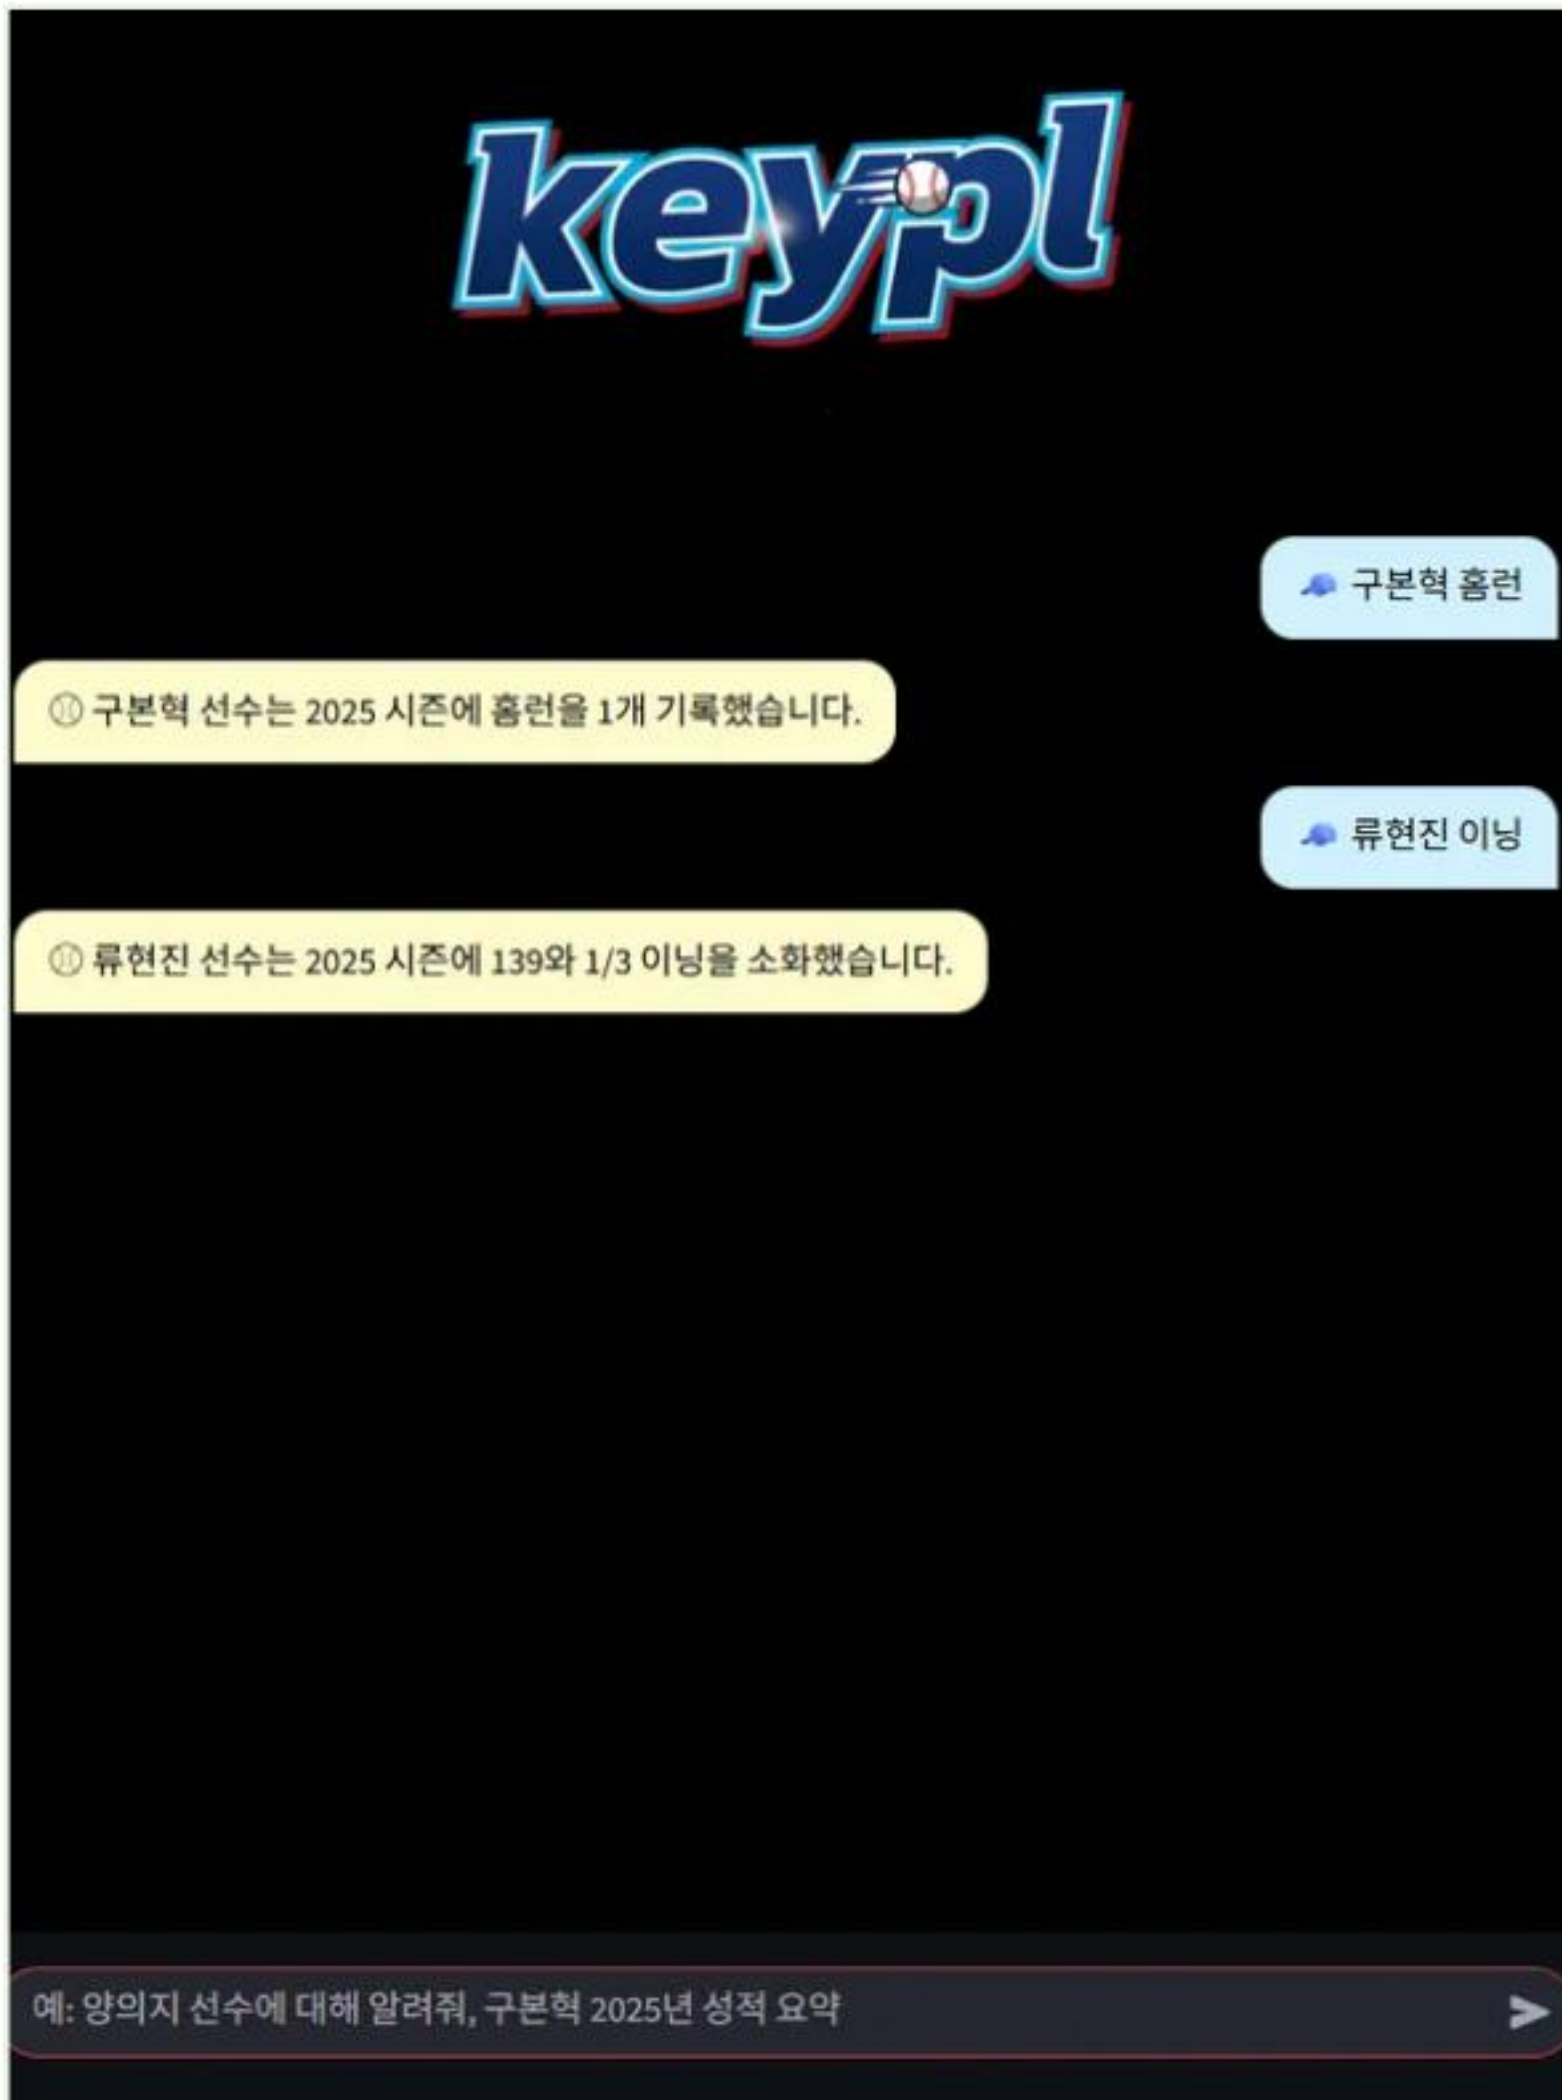 keypl
구본혁 홈런
구본혁 선수는 2025 시즌에 홈런을 1개 기록했습니다.
류현진 이닝
류현진 선수는 2025 시즌에 139와 1/3 이닝을 소화했습니다.
예: 양의지 선수에 대해 알려줘, 구본혁 2025년 성적 요약